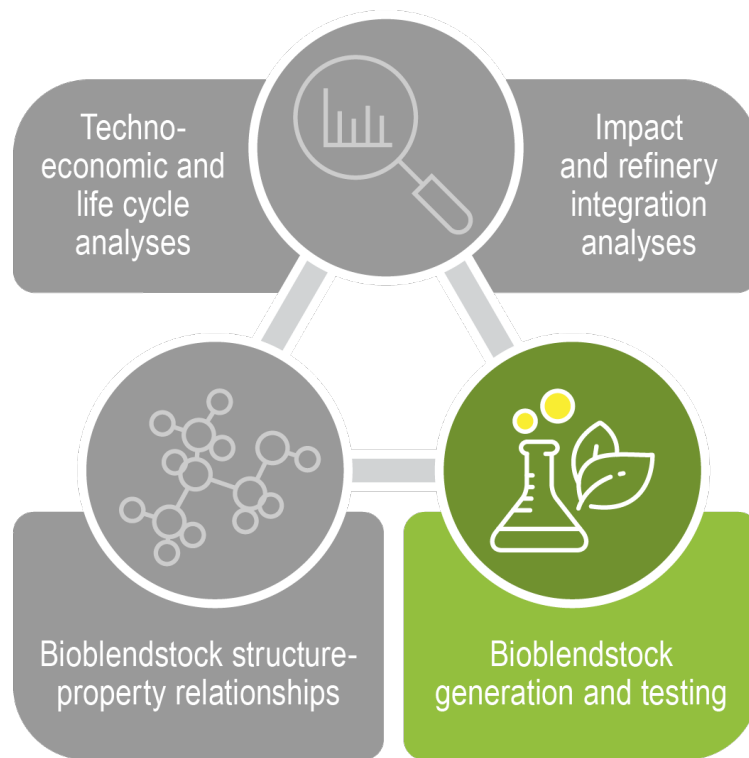 Techno-
economic and
life cycle
analyses
Impact
and refinery
integration
analyses
Bioblendstock structure-
property relationships
Bioblendstock
generation and testing